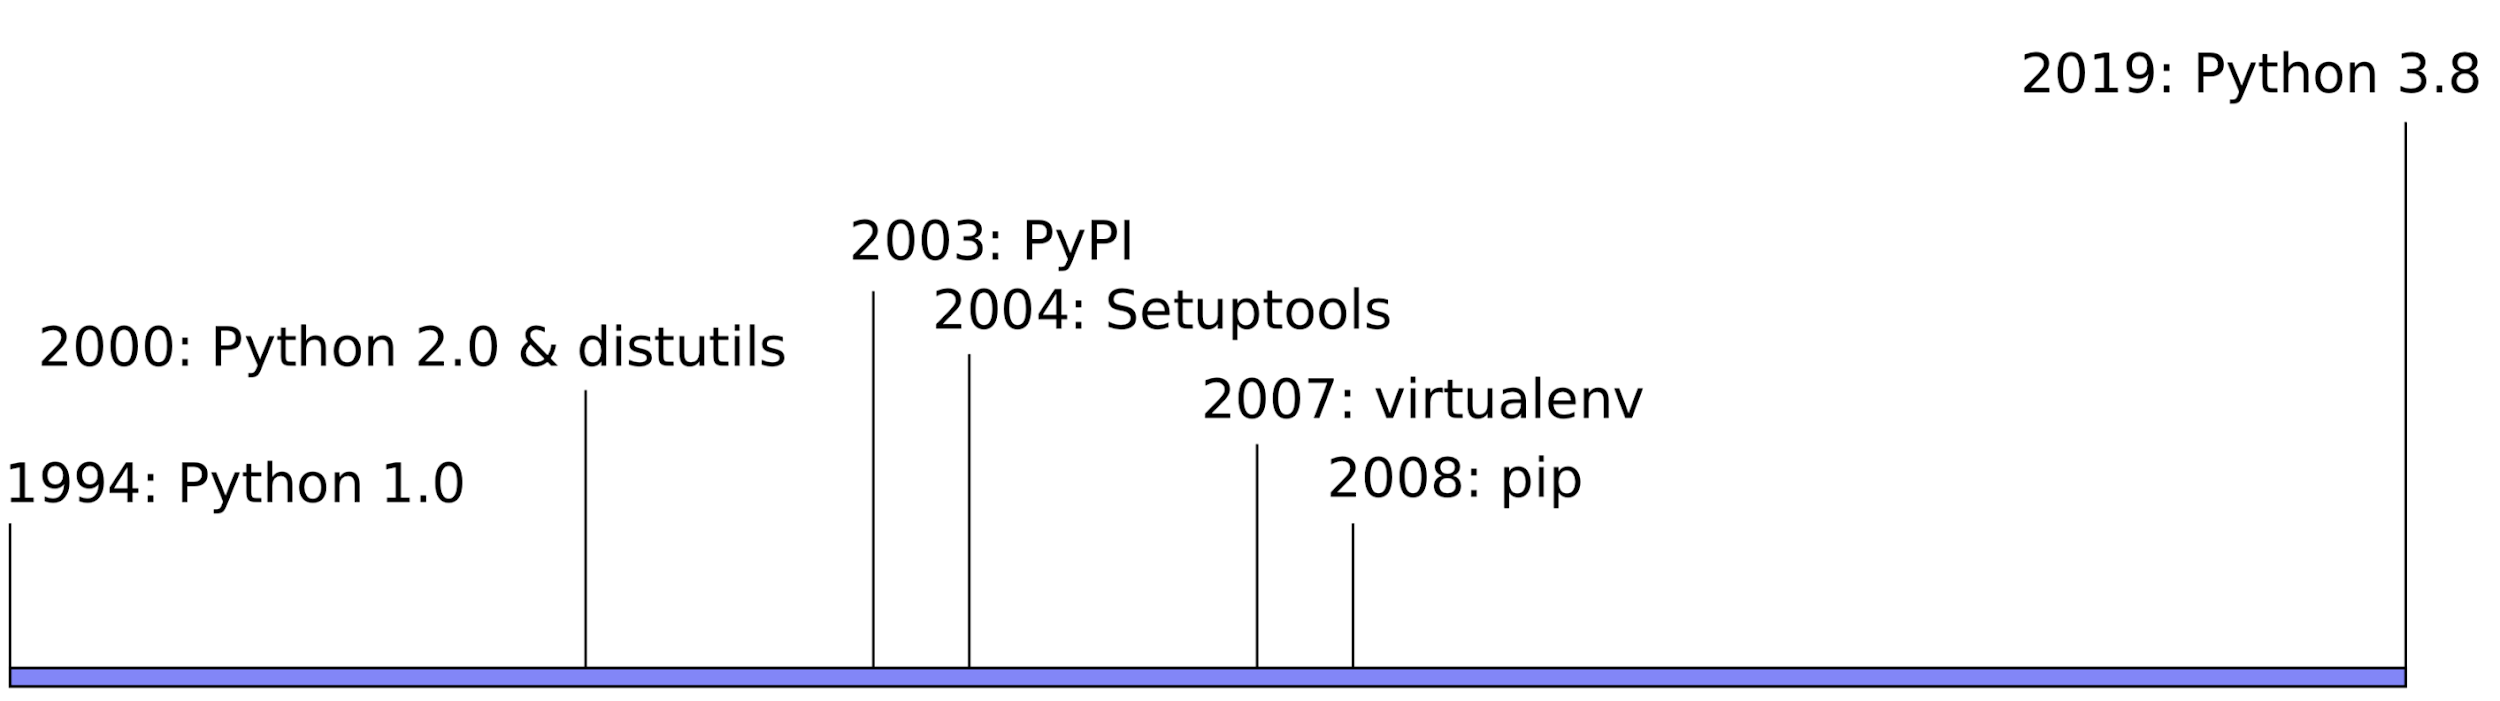 2019: Python 3.8
2003: PyPI
2004: Setuptools
2000: Python 2.0 & distutils
2007: virtualenv
2008: pip
1994: Python 1.0